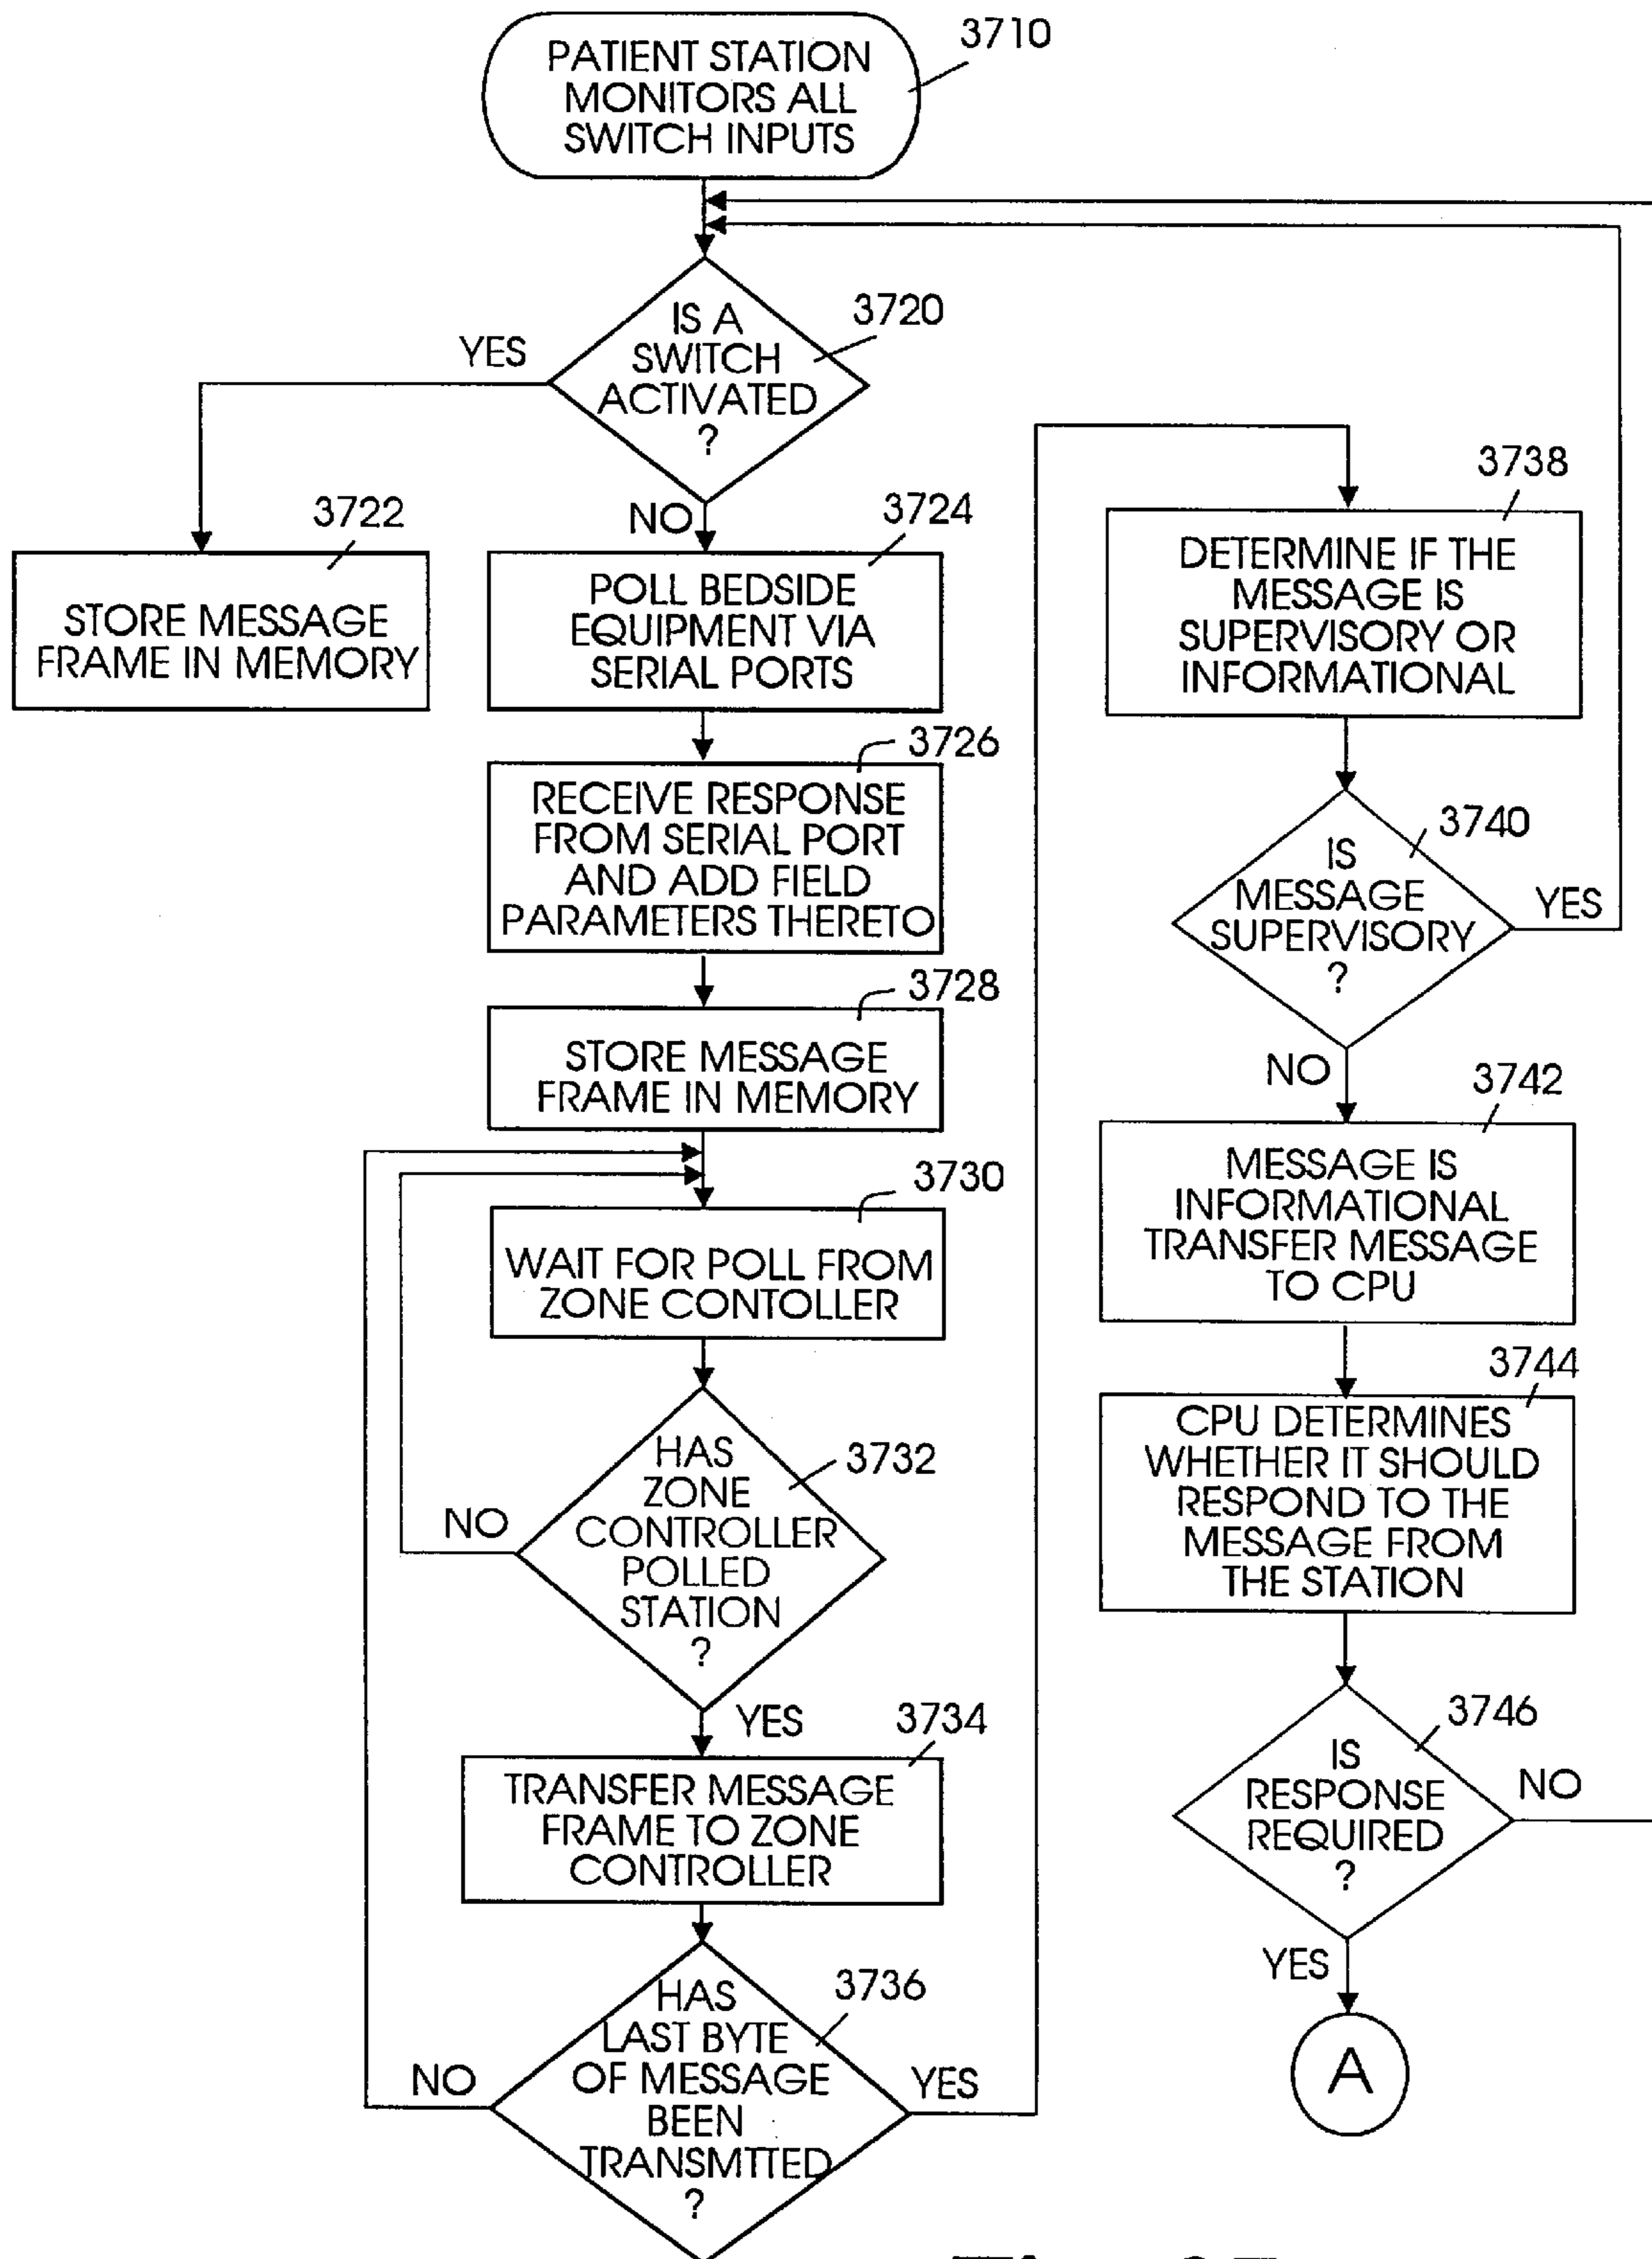 PATIENT STATION
MONITORS ALL
SWITCH INPUTS
3710
IS A
SWITCH
ACTIVATED
?
3720
YES
NO
3722
STORE MESSAGE
FRAME IN MEMORY
3724
POLL BEDSIDE
EQUIPMENT VIA
SERIAL PORTS
3726
RECEIVE RESPONSE
FROM SERIAL PORT
AND ADD FIELD
PARAMETERS THERETO
3728
STORE MESSAGE
FRAME IN MEMORY
3730
WAIT FOR POLL FROM
ZONE CONTOLLER
HAS
ZONE
CONTROLLER
POLLED
STATION
?
3732
NO
YES
3734
TRANSFER MESSAGE
FRAME TO ZONE
CONTROLLER
HAS
LAST BYTE
OF MESSAGE
BEEN
TRANSMTTED
?
3736
NO
YES
3738
DETERMINE IF THE
MESSAGE IS
SUPERVISORY OR
INFORMATIONAL
3740
IS
MESSAGE
SUPERVISORY
?
YES
NO
3742
MESSAGE IS
INFORMATIONAL
TRANSFER MESSAGE
TO CPU
3744
CPU DETERMINES
WHETHER IT SHOULD
RESPOND TO THE
MESSAGE FROM
THE STATION
3746
IS
RESPONSE
REQUIRED
?
NO
YES
A